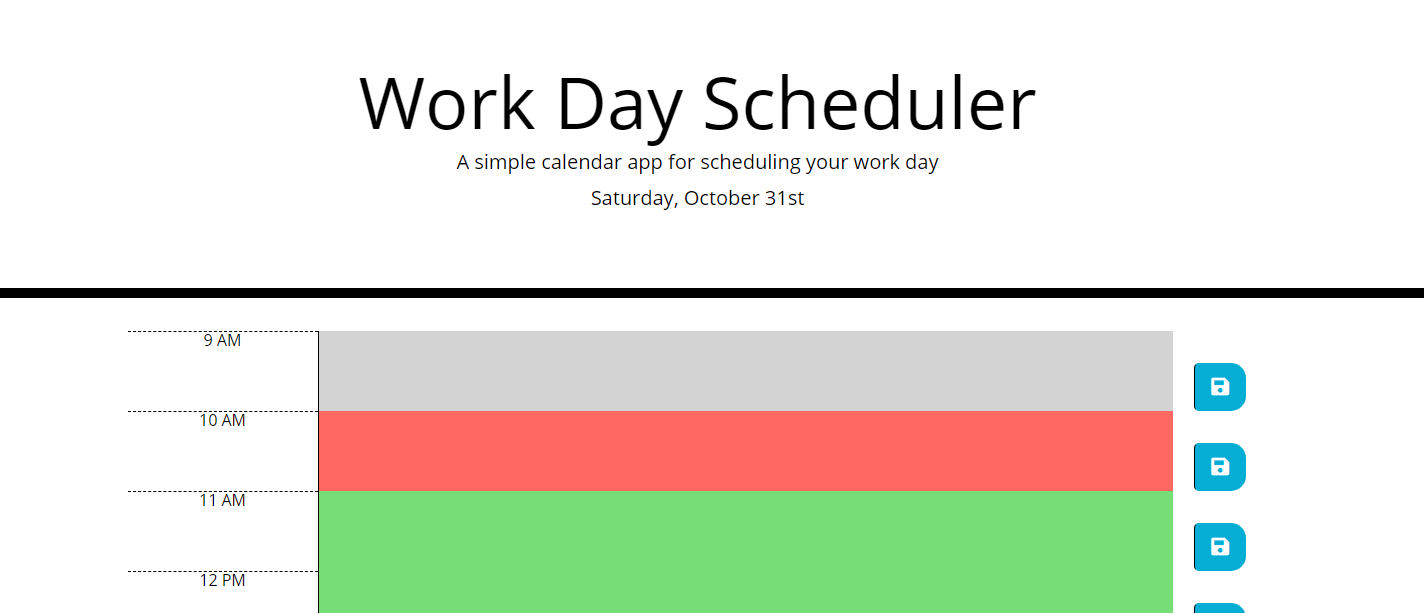 Work Day Scheduler
A simple calendar app for scheduling your work day
Saturday, October 31st
9 AM
10 AM
11 AM
12 PM